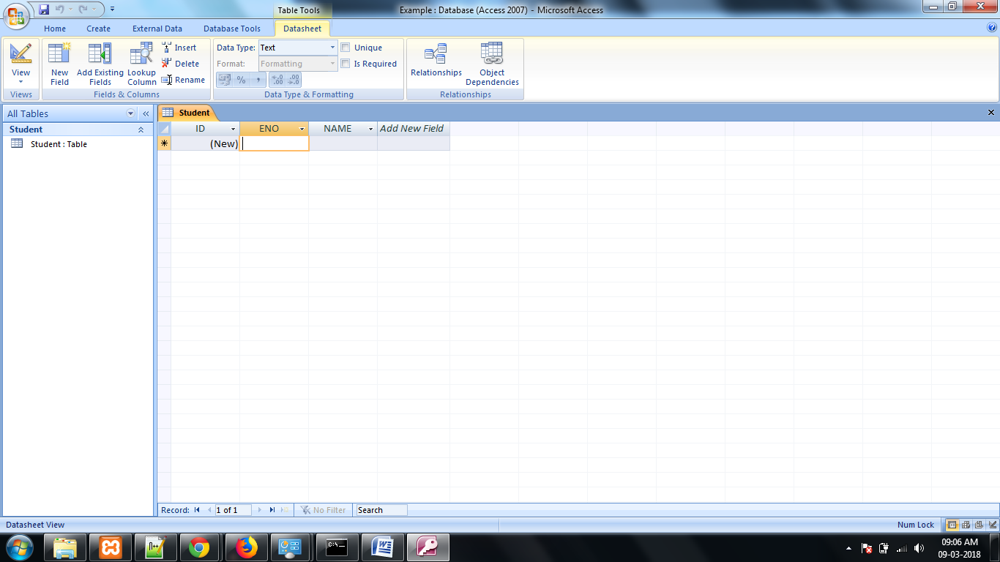 Table Tools
Example : Database (Access 2007) - Microsoft Access
Home Create External Data Database Tools Datasheet
View
Views
New Field
Add Existing Fields
Lookup Column
Insert
Delete
Rename
Fields & Columns
Data Type: Text
Format: Formatting
Unique
Is Required
% , .00 .00
Data Type & Formatting
Relationships
Object Dependencies
Relationships
All Tables
Student
Student : Table
Student
ID ENO NAME Add New Field
(New)
Record: 1 of 1 No Filter Search
Datasheet View
Num Lock
09:06 AM
09-03-2018